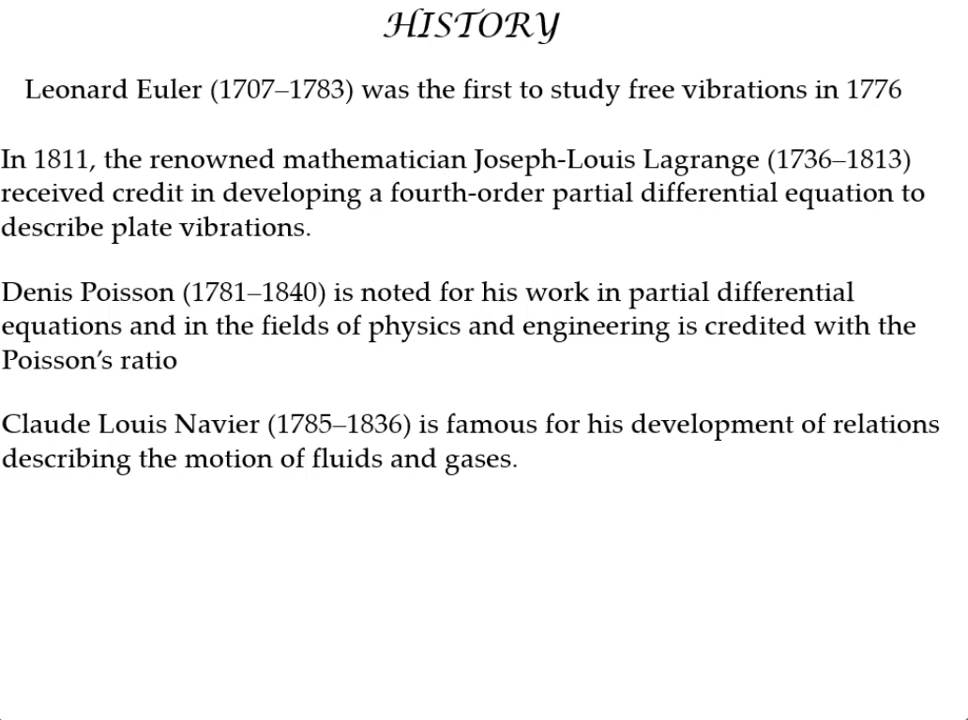 HISTORY
Leonard Euler (1707–1783) was the first to study free vibrations in 1776
In 1811, the renowned mathematician Joseph-Louis Lagrange (1736–1813)
received credit in developing a fourth-order partial differential equation to
describe plate vibrations.
Denis Poisson (1781–1840) is noted for his work in partial differential
equations and in the fields of physics and engineering is credited with the
Poisson’s ratio
Claude Louis Navier (1785–1836) is famous for his development of relations
describing the motion of fluids and gases.